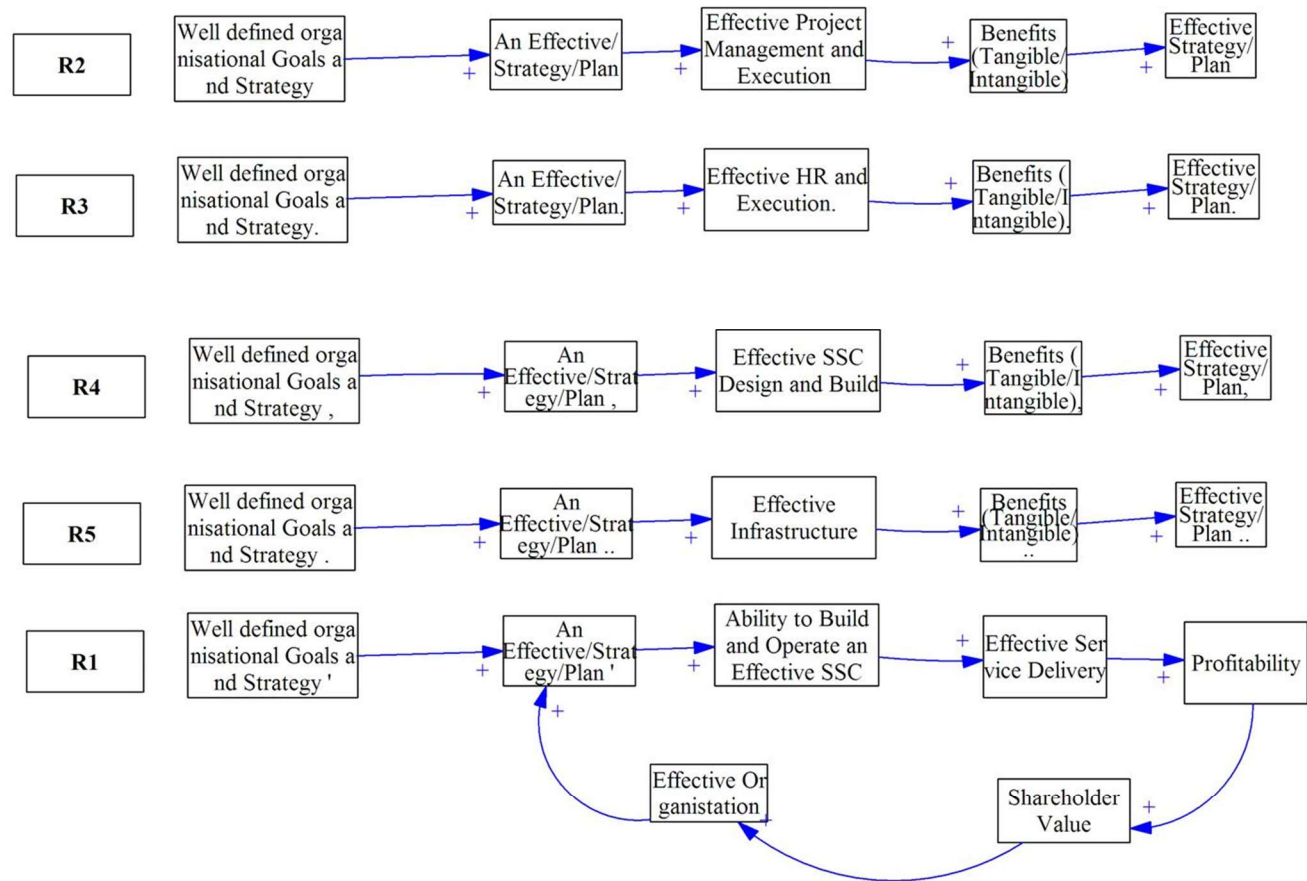 R2
Well defined orga
nisational Goals a
nd Strategy
+
An Effective/
Strategy/Plan
+
Effective Project
Management and
Execution
+
Benefits
(Tangible/
Intangible)
+
Effective
Strategy/
Plan
R3
Well defined orga
nisational Goals a
nd Strategy.
+
An Effective/
Strategy/Plan.
+
Effective HR and
Execution.
+
Benefits (
Tangible/I
ntangible).
+
Effective
Strategy/
Plan.
R4
Well defined orga
nisational Goals a
nd Strategy ,
+
An
Effective/Strat
egy/Plan ,
+
Effective SSC
Design and Build
+
Benefits (
Tangible/I
ntangible),
+
Effective
Strategy/
Plan,
R5
Well defined orga
nisational Goals a
nd Strategy .
+
An
Effective/Strat
egy/Plan ..
+
Effective
Infrastructure
+
Benefits
(Tangible/
Intangible)
..
+
Effective
Strategy/
Plan ..
R1
Well defined orga
nisational Goals a
nd Strategy '
+
An
Effective/Strat
egy/Plan '
+
Ability to Build
and Operate an
Effective SSC
+
Effective Ser
vice Delivery
+
Profitability
+
Shareholder
Value
+
Effective Or
ganistation
+